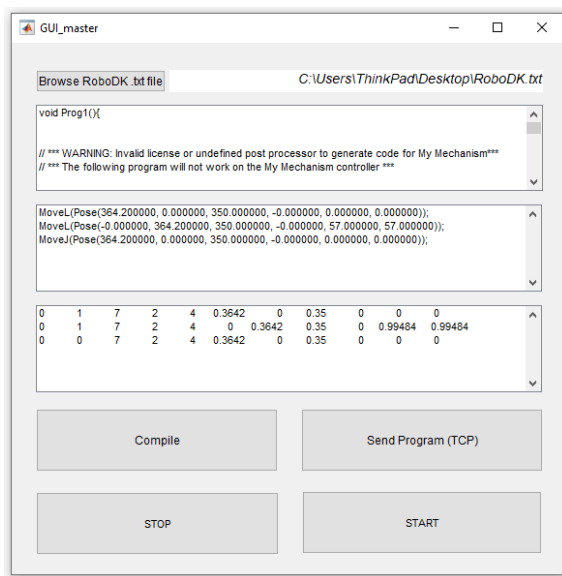 GUI_master
Browse RoboDK .txt file
C:\Users\ThinkPad\Desktop\RoboDK.txt
void Prog1(){
// *** WARNING: Invalid license or undefined post processor to generate code for My Mechanism***
// *** The following program will not work on the My Mechanism controller ***
MoveL(Pose(364.200000, 0.000000, 350.000000, -0.000000, 0.000000, 0.000000));
MoveL(Pose(-0.000000, 364.200000, 350.000000, -0.000000, 57.000000, 57.000000));
MoveJ(Pose(364.200000, 0.000000, 350.000000, -0.000000, 0.000000, 0.000000));
0 1 7 2 4 0.3642 0 0.35 0 0 0
0 1 7 2 4 0 0.3642 0.35 0 0.99484 0.99484
0 0 7 2 4 0.3642 0 0.35 0 0 0
Compile
Send Program (TCP)
STOP
START